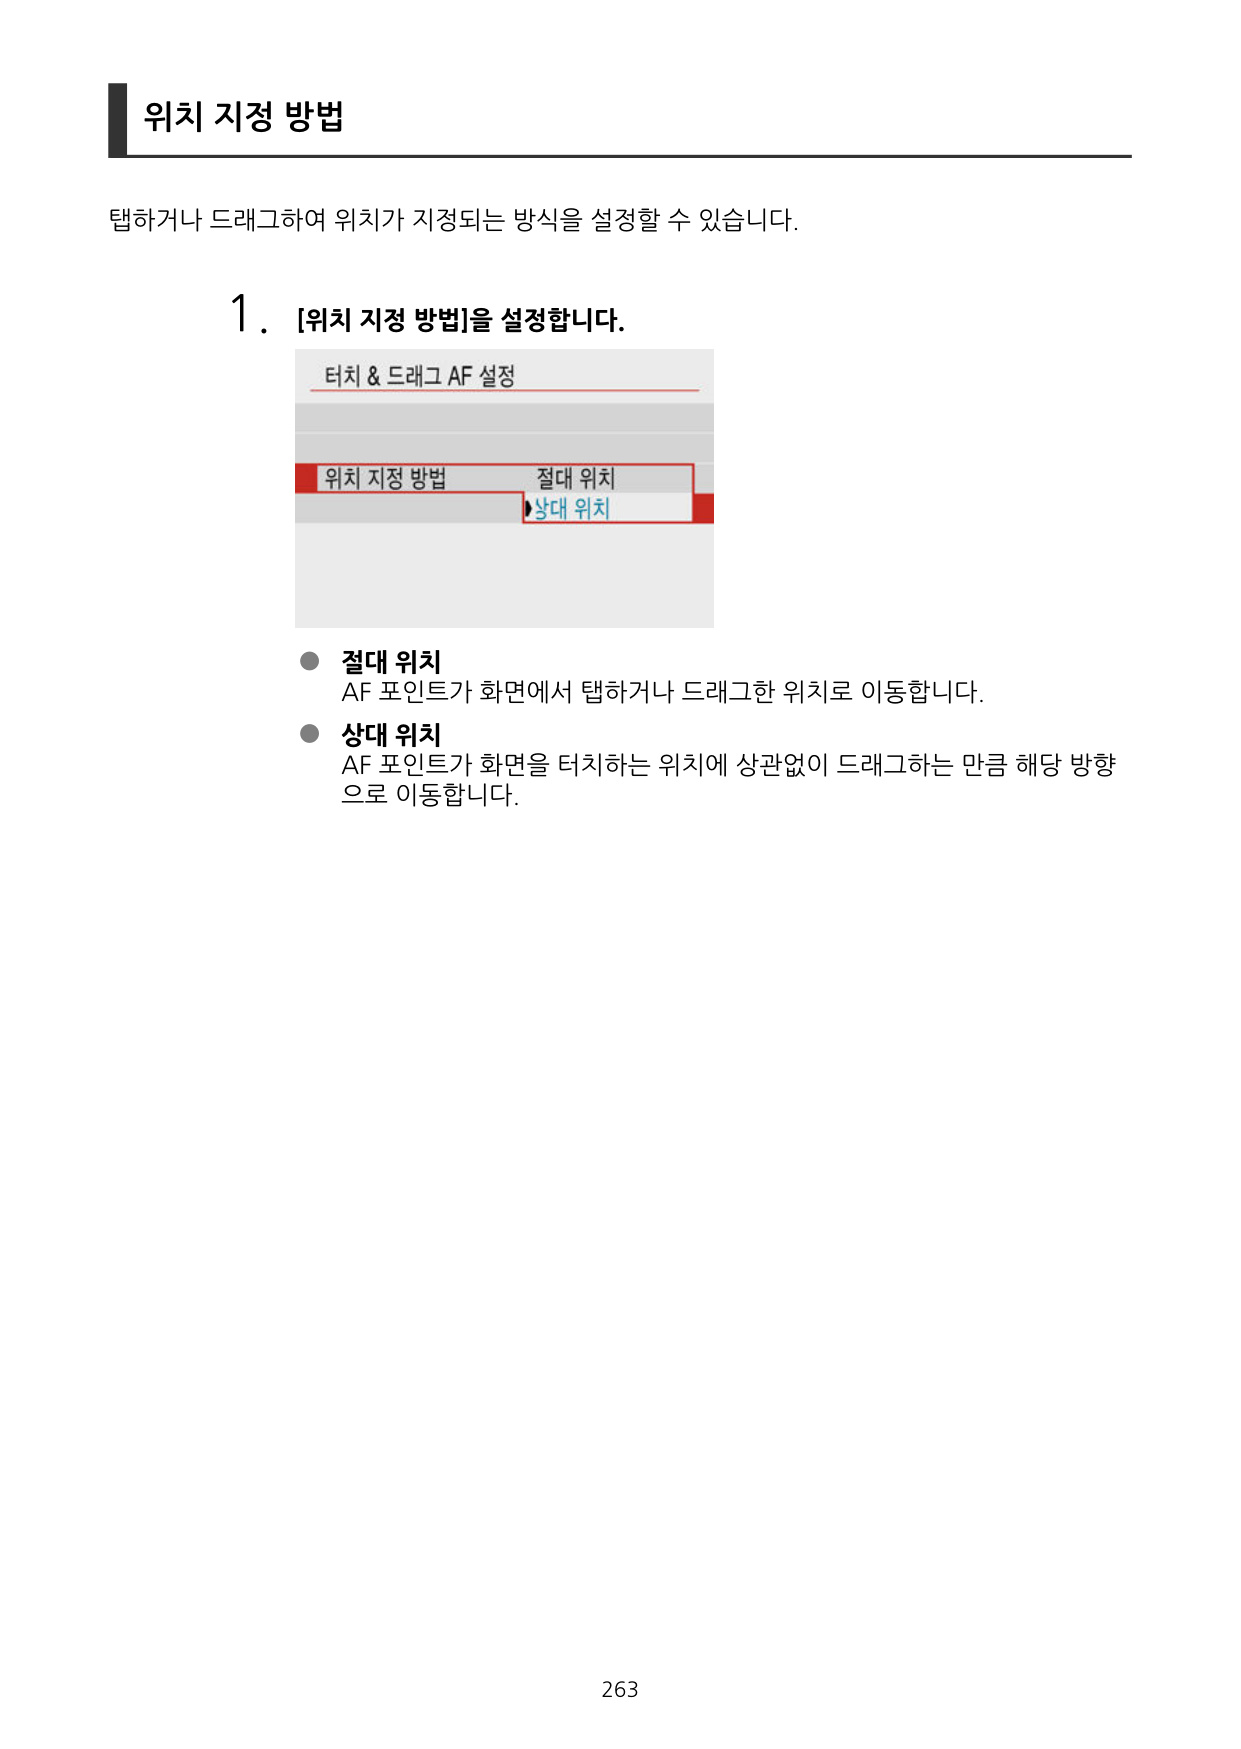 위치 지정 방법
탭하거나 드래그하여 위치가 지정되는 방식을 설정할 수 있습니다.
1. [위치 지정 방법]을 설정합니다.
터치 & 드래그 AF 설정
위치 지정 방법 절대 위치
상대 위치
● 절대 위치
AF 포인트가 화면에서 탭하거나 드래그한 위치로 이동합니다.
● 상대 위치
AF 포인트가 화면을 터치하는 위치에 상관없이 드래그하는 만큼 해당 방향
으로 이동합니다.
263